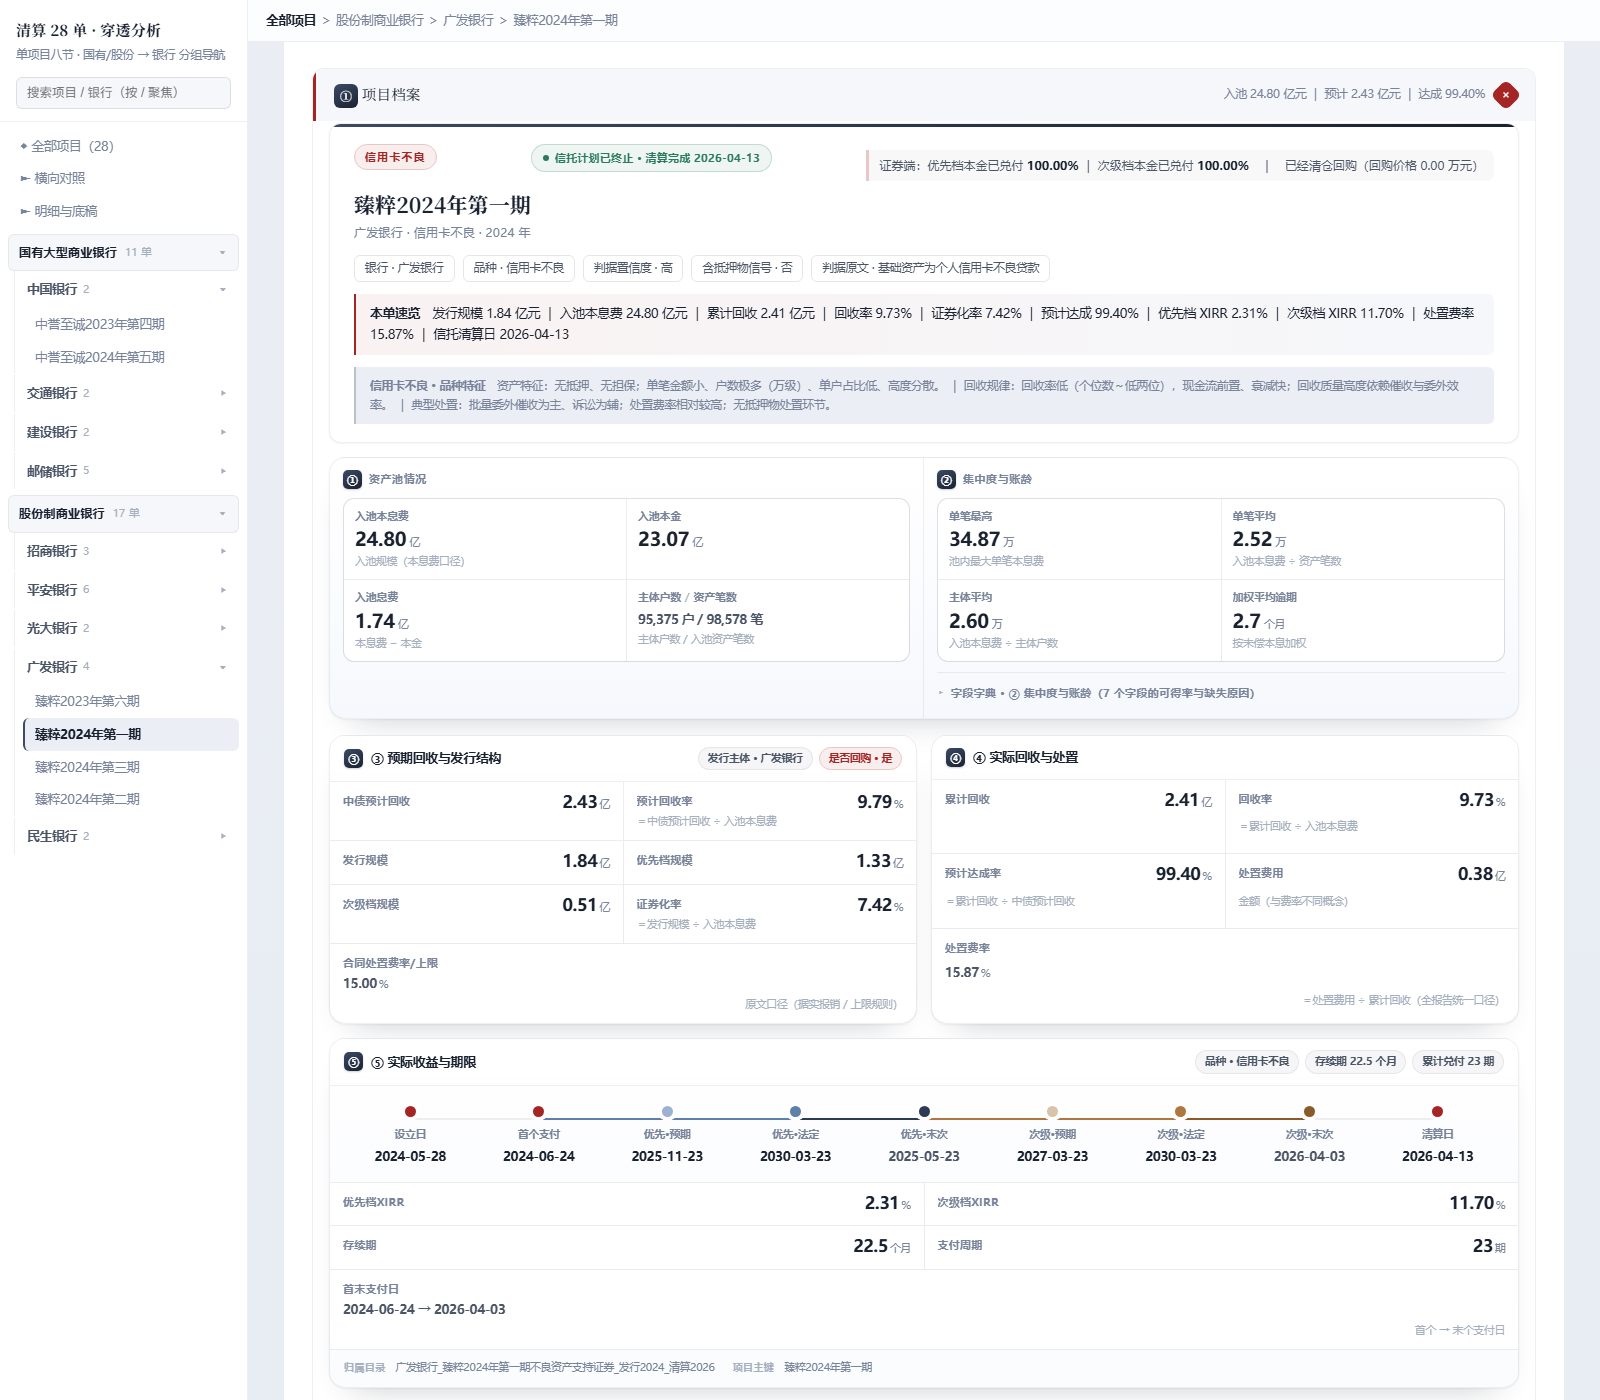 清算 28 单 · 穿透分析
单项目八节 · 国有/股份 → 银行 分组导航
搜索项目 / 银行（按 / 聚焦）
◆ 全部项目（28）
► 横向对照
► 明细与底稿
国有大型商业银行 11 单
中国银行 2
中誉至诚2023年第四期
中誉至诚2024年第五期
交通银行 2
建设银行 2
邮储银行 5
股份制商业银行 17 单
招商银行 3
平安银行 6
光大银行 2
广发银行 4
臻粹2023年第六期
臻粹2024年第一期
臻粹2024年第三期
臻粹2024年第二期
民生银行 2
全部项目 > 股份制商业银行 > 广发银行 > 臻粹2024年第一期
① 项目档案
入池 24.80 亿元 | 预计 2.43 亿元 | 达成 99.40%
信用卡不良
● 信托计划已终止 • 清算完成 2026-04-13
证券端：优先档本金已兑付 100.00% | 次级档本金已兑付 100.00% | 已经清仓回购（回购价格 0.00 万元）
臻粹2024年第一期
广发银行 · 信用卡不良 · 2024 年
银行 · 广发银行
品种 · 信用卡不良
判据置信度 · 高
含抵押物信号 · 否
判据原文 · 基础资产为个人信用卡不良贷款
本单速览 发行规模 1.84 亿元 | 入池本息费 24.80 亿元 | 累计回收 2.41 亿元 | 回收率 9.73% | 证券化率 7.42% | 预计达成 99.40% | 优先档 XIRR 2.31% | 次级档 XIRR 11.70% | 处置费率
15.87% | 信托清算日 2026-04-13
信用卡不良 • 品种特征 资产特征：无抵押、无担保；单笔金额小、户数极多（万级）、单户占比低、高度分散。 | 回收规律：回收率低（个位数~低两位），现金流前置、衰减快；回收质量高度依赖催收与委外效
率。 | 典型处置：批量委外催收为主、诉讼为辅；处置费率相对较高；无抵押物处置环节。
① 资产池情况
入池本息费
24.80 亿
入池规模（本息费口径）
入池本金
23.07 亿
入池息费
1.74 亿
本息费 − 本金
主体户数 / 资产笔数
95,375 户 / 98,578 笔
主体户数 / 入池资产笔数
② 集中度与账龄
单笔最高
34.87 万
池内最大单笔本息费
单笔平均
2.52 万
入池本息费 ÷ 资产笔数
主体平均
2.60 万
入池本息费 ÷ 主体户数
加权平均逾期
2.7 个月
按未偿本息加权
▸ 字段字典 • ② 集中度与账龄（7 个字段的可得率与缺失原因）
③ ③ 预期回收与发行结构
发行主体 • 广发银行
是否回购 • 是
中债预计回收 2.43 亿
预计回收率 9.79 %
＝中债预计回收 ÷ 入池本息费
发行规模 1.84 亿
优先档规模 1.33 亿
次级档规模 0.51 亿
证券化率 7.42 %
＝发行规模 ÷ 入池本息费
合同处置费率/上限
15.00 %
原文口径（据实报销 / 上限规则）
④ ④ 实际回收与处置
累计回收 2.41 亿
回收率 9.73 %
＝累计回收 ÷ 入池本息费
预计达成率 99.40 %
＝累计回收 ÷ 中债预计回收
处置费用 0.38 亿
金额（与费率不同概念）
处置费率
15.87 %
＝处置费用 ÷ 累计回收（全报告统一口径）
⑤ ⑤ 实际收益与期限
品种 • 信用卡不良
存续期 22.5 个月
累计兑付 23 期
设立日
2024-05-28
首个支付
2024-06-24
优先•预期
2025-11-23
优先•法定
2030-03-23
优先•末次
2025-05-23
次级•预期
2027-03-23
次级•法定
2030-03-23
次级•末次
2026-04-03
清算日
2026-04-13
优先档XIRR 2.31 %
次级档XIRR 11.70 %
存续期 22.5 个月
支付周期 23 期
首末支付日
2024-06-24 → 2026-04-03
首个 → 末个支付日
归属目录 广发银行_臻粹2024年第一期不良资产支持证券_发行2024_清算2026 项目主键 臻粹2024年第一期